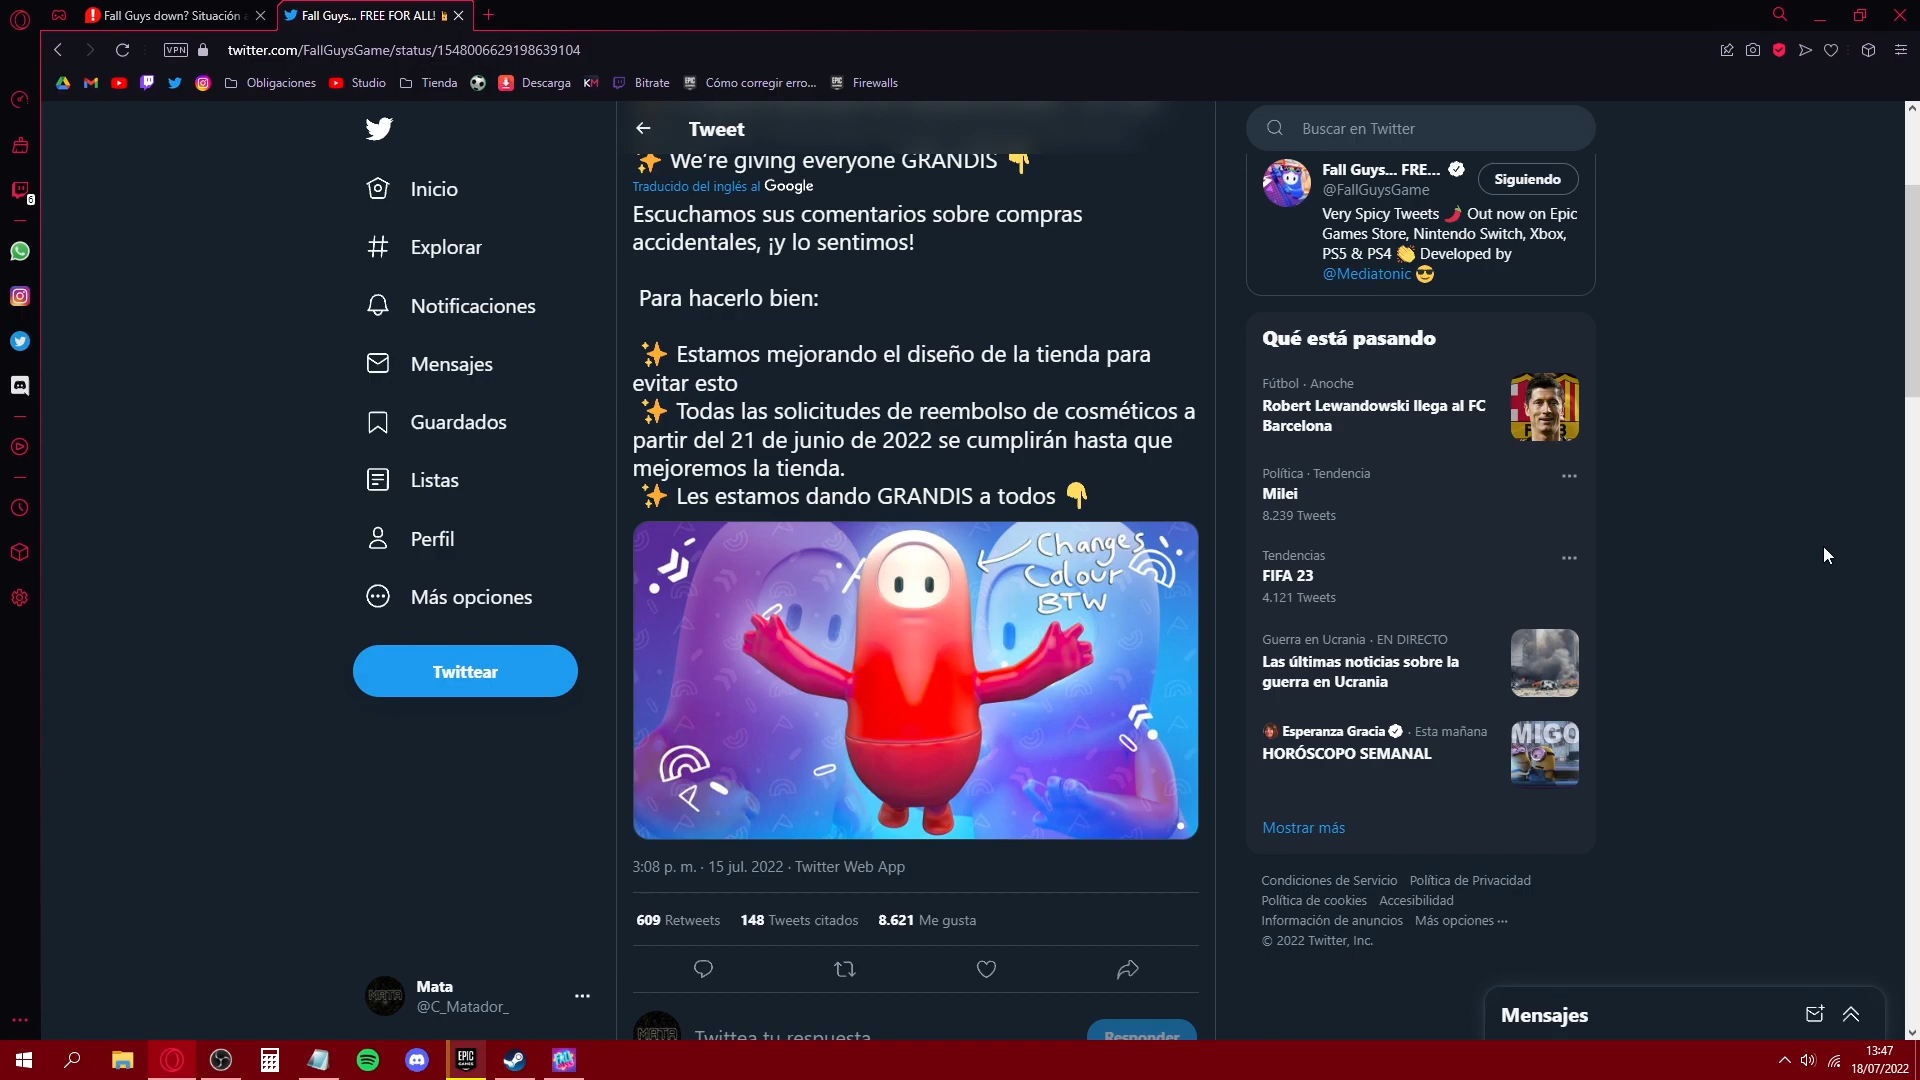 Fall Guys down? Situación a
Fall Guys... FREE FOR ALL!
VPN
twitter.com/FallGuysGame/status/1548006629198639104
Obligaciones
Studio
Tienda
Descarga
KM
Bitrate
Cómo corregir erro...
Firewalls
6
Inicio
Explorar
Notificaciones
Mensajes
Guardados
Listas
Perfil
Más opciones
Twittear
Mata
@C_Matador_
Tweet
✨ We're giving everyone GRANDIS 👇
Traducido del inglés al Google
Escuchamos sus comentarios sobre compras
accidentales, ¡y lo sentimos!
Para hacerlo bien:
✨ Estamos mejorando el diseño de la tienda para
evitar esto
✨ Todas las solicitudes de reembolso de cosméticos a
partir del 21 de junio de 2022 se cumplirán hasta que
mejoremos la tienda.
✨ Les estamos dando GRANDIS a todos 👇
Changes
Colour
BTW
3:08 p. m. · 15 jul. 2022 · Twitter Web App
609 Retweets 148 Tweets citados 8.621 Me gusta
MATA
Twittea tu respuesta
Responder
Buscar en Twitter
Fall Guys... FRE...
Siguiendo
@FallGuysGame
Very Spicy Tweets 🌶️ Out now on Epic
Games Store, Nintendo Switch, Xbox,
PS5 & PS4 👏 Developed by
@Mediatonic 😎
Qué está pasando
Fútbol · Anoche
Robert Lewandowski llega al FC
Barcelona
Política · Tendencia
Milei
8.239 Tweets
Tendencias
FIFA 23
4.121 Tweets
Guerra en Ucrania · EN DIRECTO
Las últimas noticias sobre la
guerra en Ucrania
Esperanza Gracia · Esta mañana
HORÓSCOPO SEMANAL
MIGO
Mostrar más
Condiciones de Servicio Política de Privacidad
Política de cookies Accesibilidad
Información de anuncios Más opciones ···
© 2022 Twitter, Inc.
Mensajes
EPIC
GAMES
13:47
18/07/2022